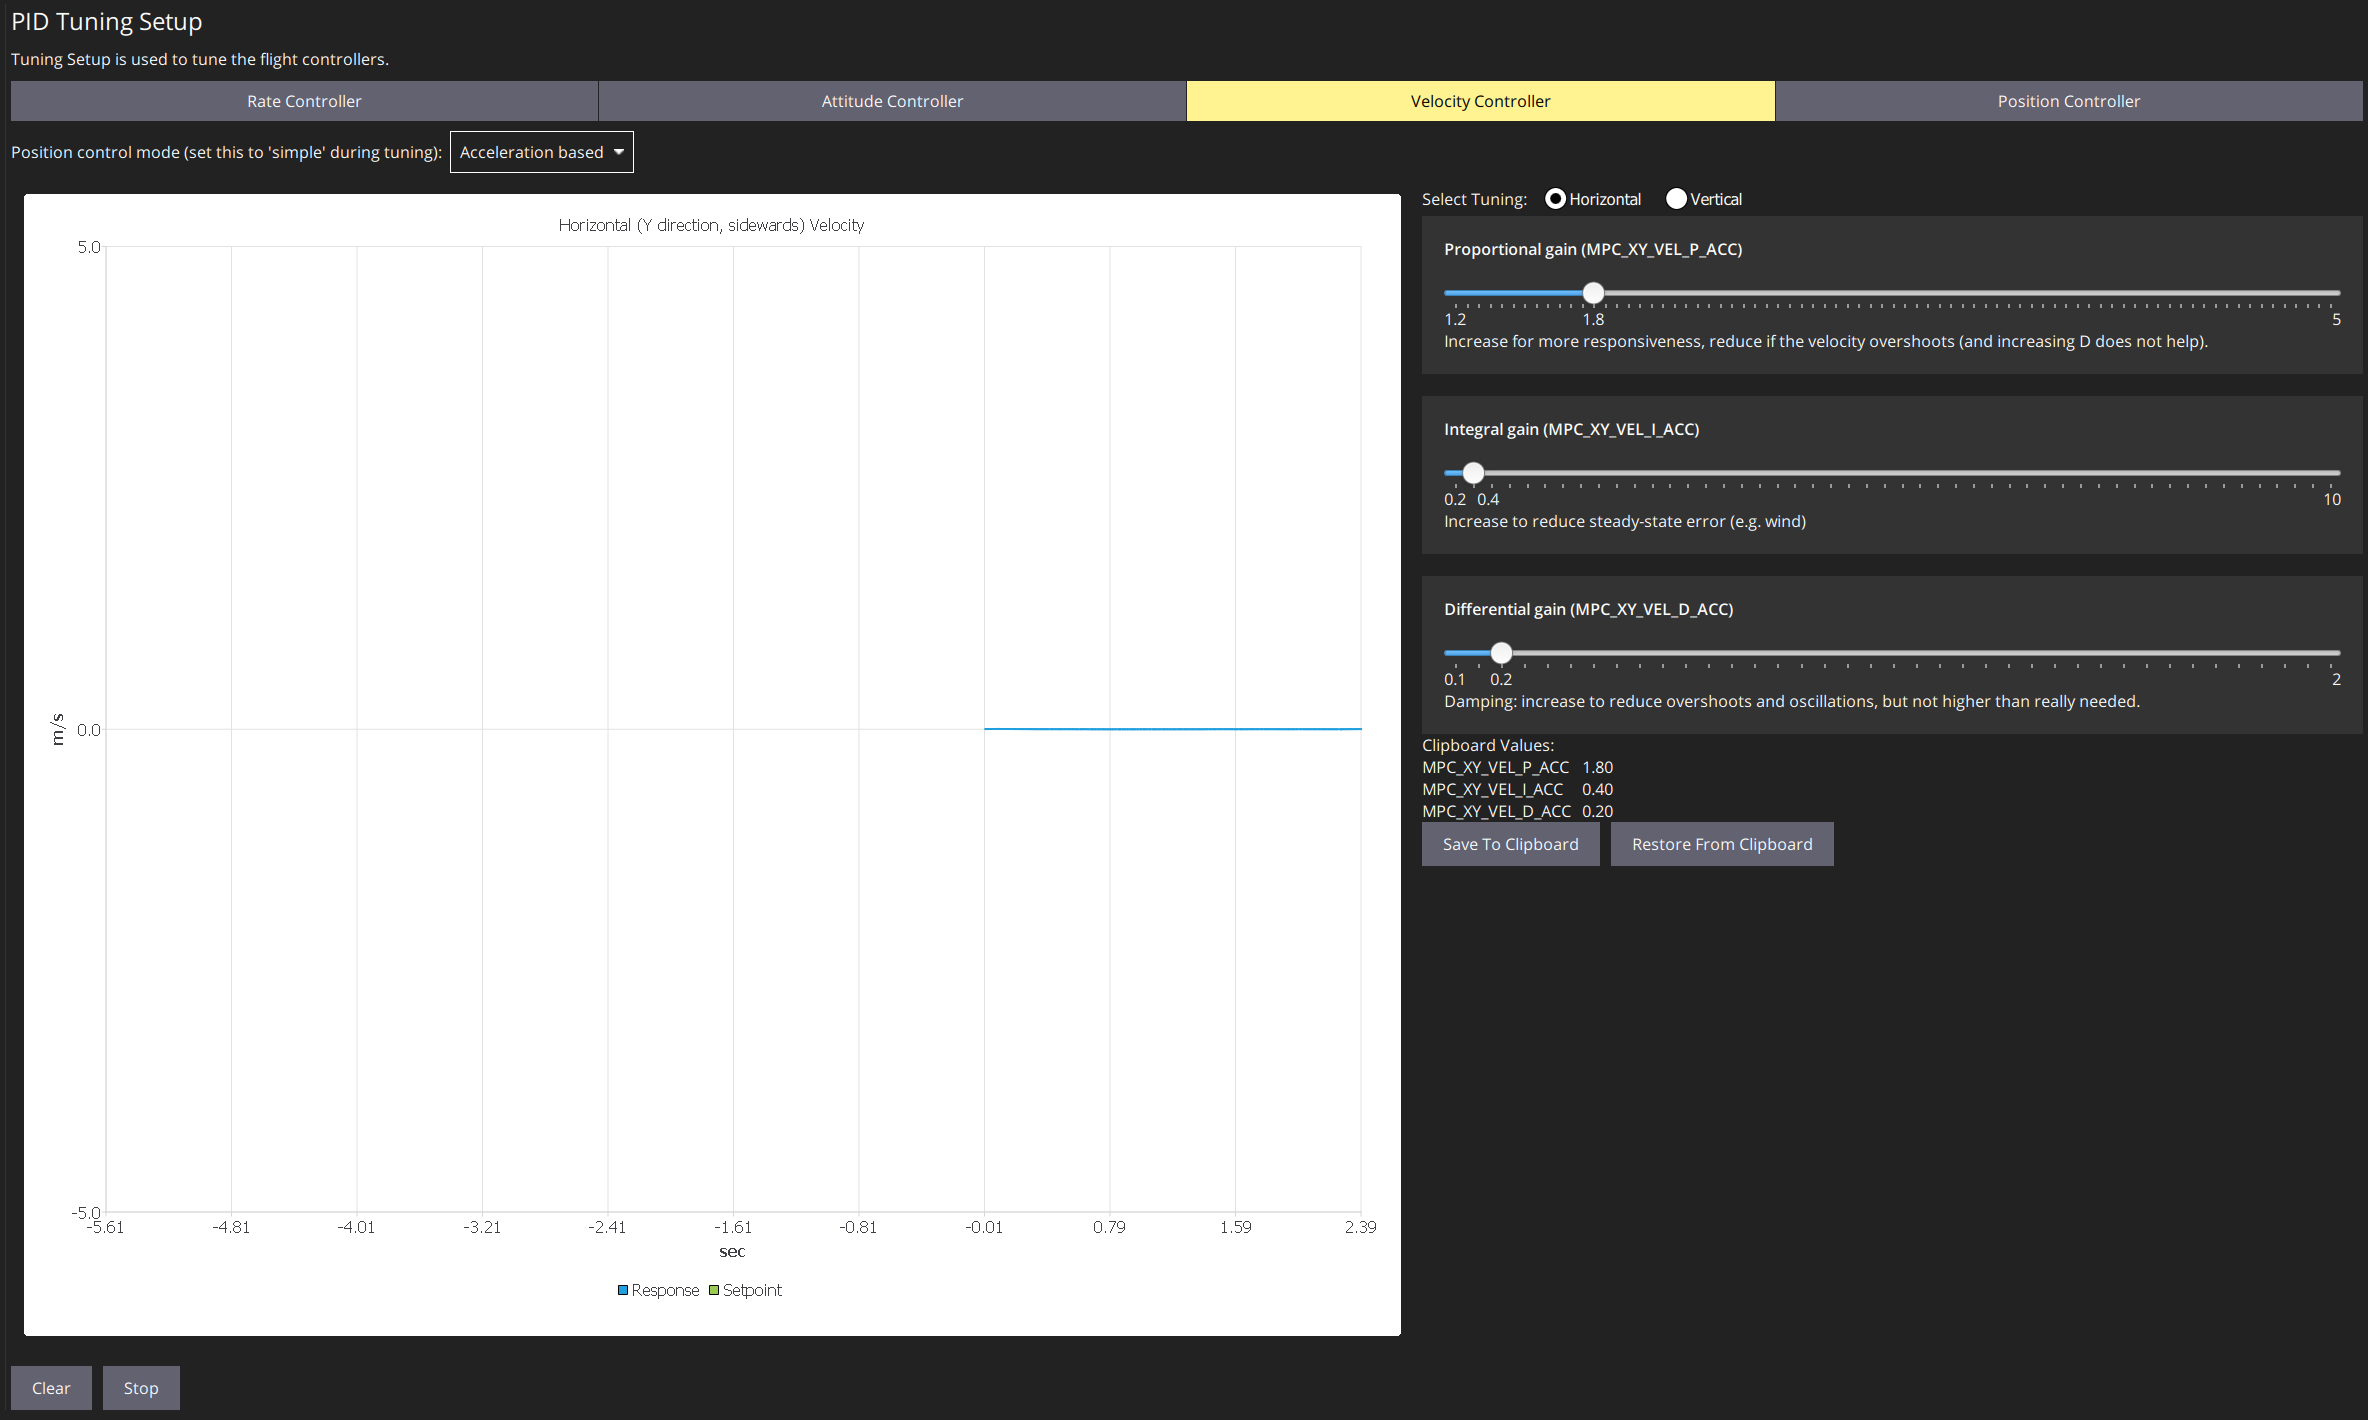 PID Tuning Setup
Tuning Setup is used to tune the flight controllers.
Rate Controller
Attitude Controller
Velocity Controller
Position Controller
Position control mode (set this to 'simple' during tuning):
Acceleration based
Horizontal (Y direction, sidewards) Velocity
5.0
m/s
0.0
-5.0
-5.61 -4.81 -4.01 -3.21 -2.41 -1.61 -0.81 -0.01 0.79 1.59 2.39
sec
Response Setpoint
Clear
Stop
Select Tuning: Horizontal Vertical
Proportional gain (MPC_XY_VEL_P_ACC)
1.2 1.8 5
Increase for more responsiveness, reduce if the velocity overshoots (and increasing D does not help).
Integral gain (MPC_XY_VEL_I_ACC)
0.2 0.4 10
Increase to reduce steady-state error (e.g. wind)
Differential gain (MPC_XY_VEL_D_ACC)
0.1 0.2 2
Damping: increase to reduce overshoots and oscillations, but not higher than really needed.
Clipboard Values:
MPC_XY_VEL_P_ACC 1.80
MPC_XY_VEL_I_ACC 0.40
MPC_XY_VEL_D_ACC 0.20
Save To Clipboard
Restore From Clipboard